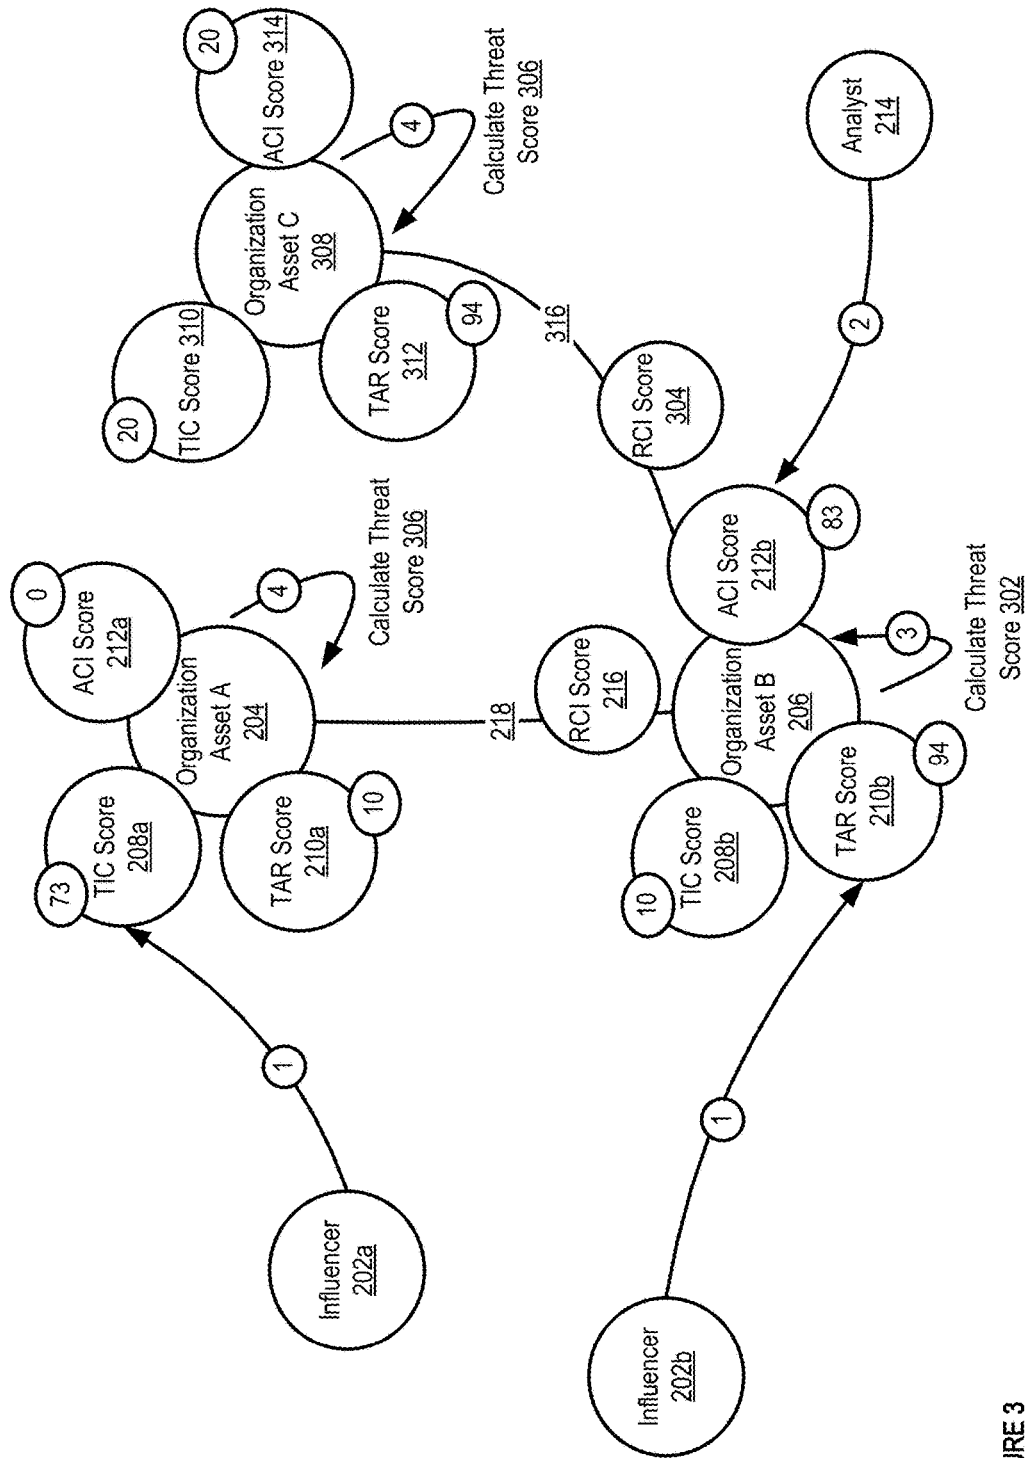 Influencer
202a
1
73
TIC Score
208a
0
ACI Score
212a
Organization
Asset A
204
TAR Score
210a
10
4
Calculate Threat
Score 306
20
TIC Score 310
20
ACI Score 314
Organization
Asset C
308
TAR Score
312
94
4
Calculate Threat
Score 306
218
316
RCI Score
216
RCI Score
304
Influencer
202b
1
10
TIC Score
208b
Organization
Asset B
206
ACI Score
212b
83
TAR Score
210b
94
3
Calculate Threat
Score 302
2
Analyst
214
URE 3